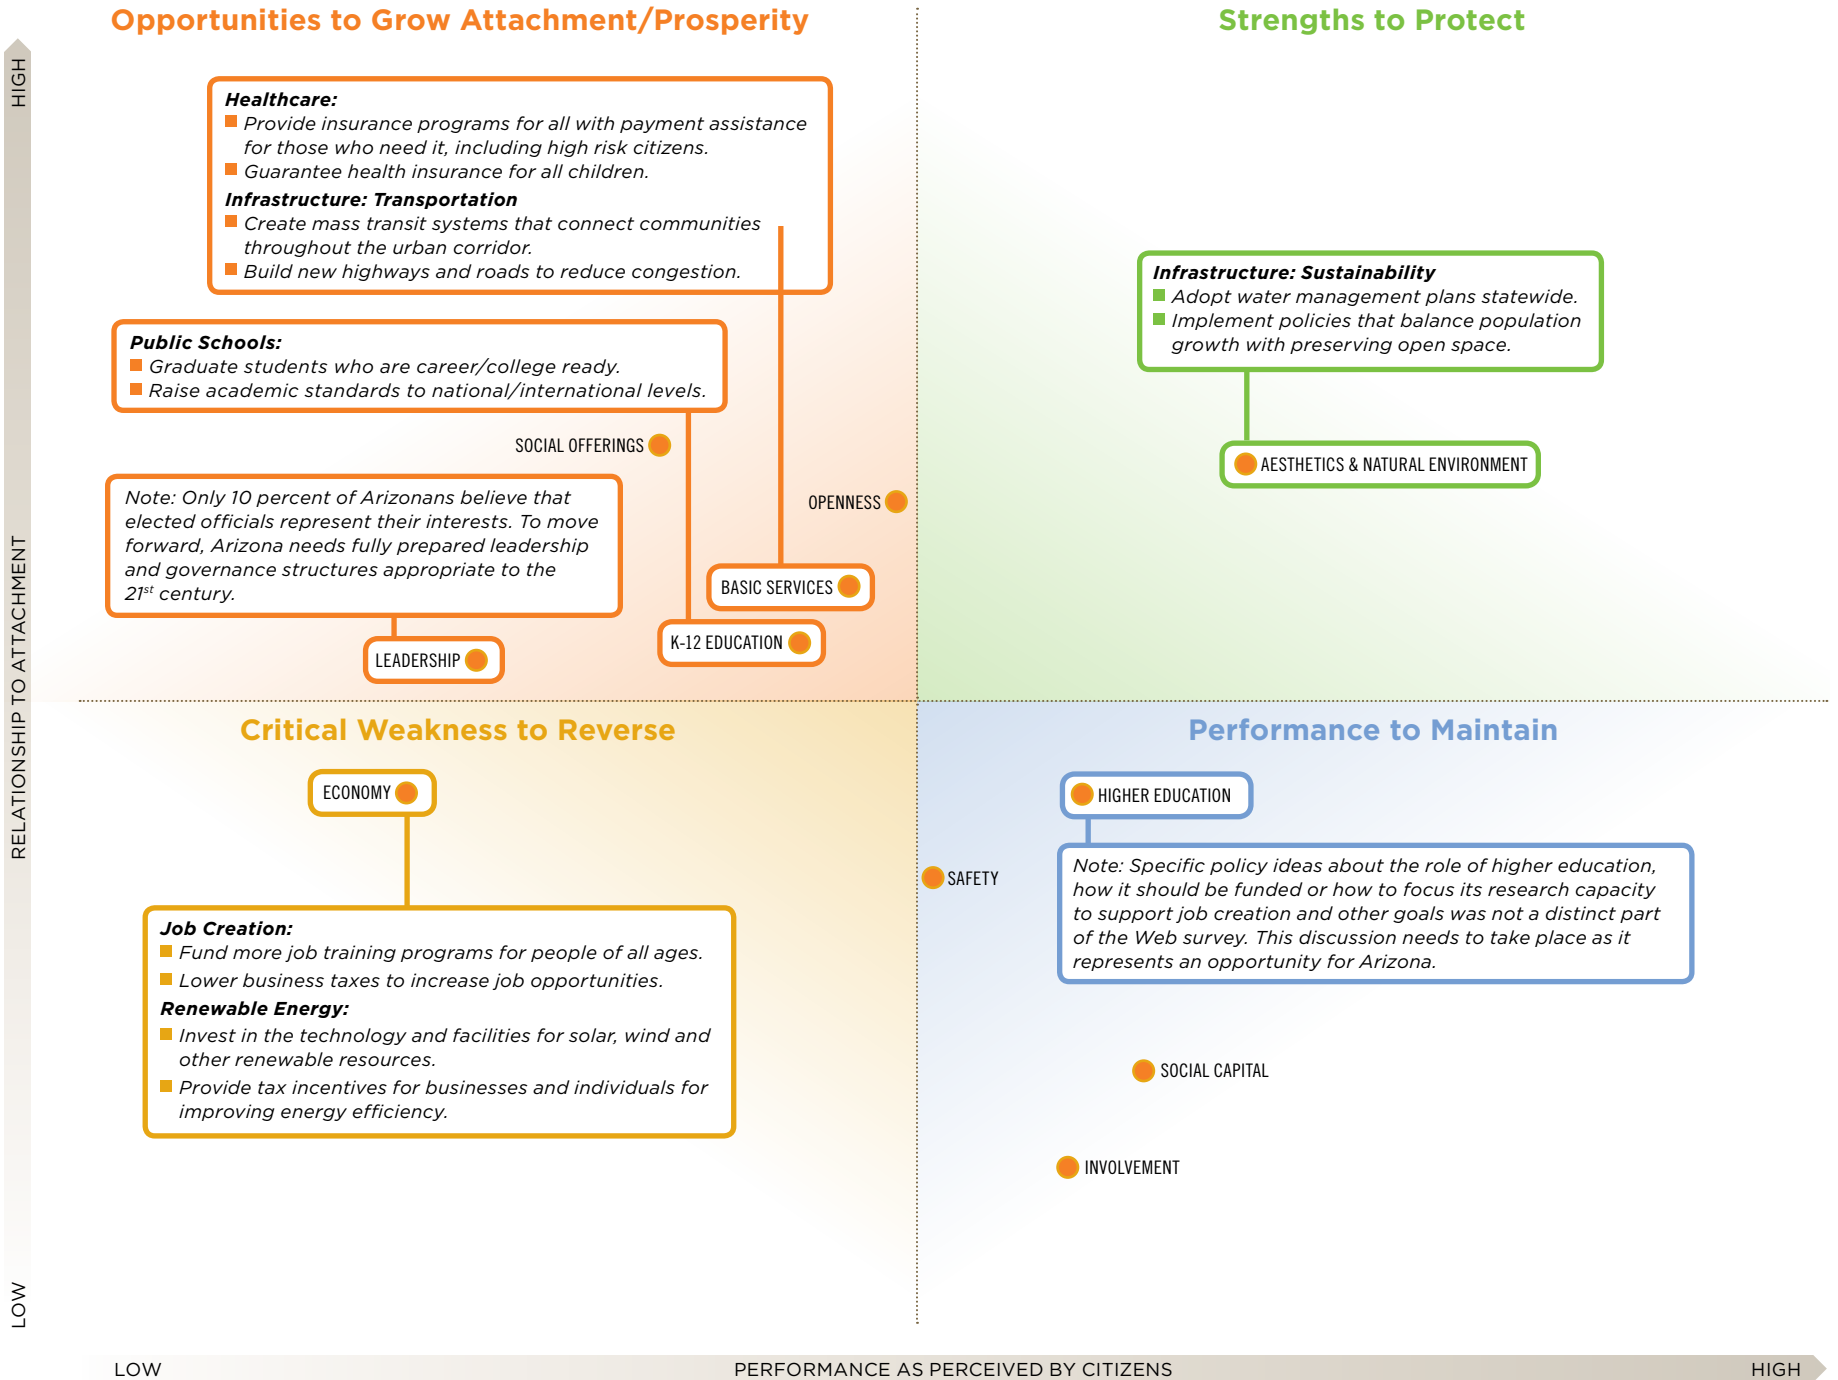 Opportunities to Grow Attachment/Prosperity
Strengths to Protect
HIGH
RELATIONSHIP TO ATTACHMENT
LOW
Healthcare:
Provide insurance programs for all with payment assistance
for those who need it, including high risk citizens.
Guarantee health insurance for all children.
Infrastructure: Transportation
Create mass transit systems that connect communities
throughout the urban corridor.
Build new highways and roads to reduce congestion.
Public Schools:
Graduate students who are career/college ready.
Raise academic standards to national/international levels.
SOCIAL OFFERINGS
Note: Only 10 percent of Arizonans believe that
elected officials represent their interests. To move
forward, Arizona needs fully prepared leadership
and governance structures appropriate to the
21st century.
OPENNESS
BASIC SERVICES
K-12 EDUCATION
LEADERSHIP
Infrastructure: Sustainability
Adopt water management plans statewide.
Implement policies that balance population
growth with preserving open space.
AESTHETICS & NATURAL ENVIRONMENT
Critical Weakness to Reverse
ECONOMY
Job Creation:
Fund more job training programs for people of all ages.
Lower business taxes to increase job opportunities.
Renewable Energy:
Invest in the technology and facilities for solar, wind and
other renewable resources.
Provide tax incentives for businesses and individuals for
improving energy efficiency.
Performance to Maintain
HIGHER EDUCATION
SAFETY
Note: Specific policy ideas about the role of higher education,
how it should be funded or how to focus its research capacity
to support job creation and other goals was not a distinct part
of the Web survey. This discussion needs to take place as it
represents an opportunity for Arizona.
SOCIAL CAPITAL
INVOLVEMENT
LOW
PERFORMANCE AS PERCEIVED BY CITIZENS
HIGH